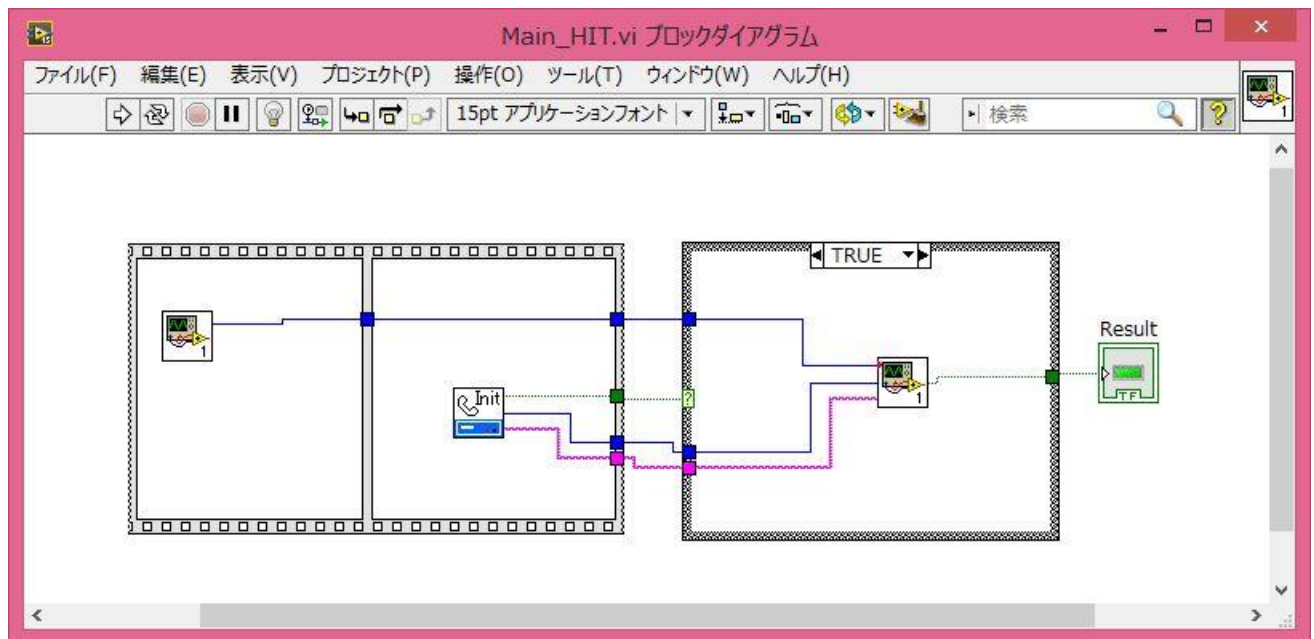 Main_HIT.vi ブロックダイアグラム
ファイル(F) 編集(E) 表示(V) プロジェクト(P) 操作(O) ツール(T) ウィンドウ(W) ヘルプ(H)
15pt アプリケーションフォント
検索
?
15
1
TRUE
1
Init
?
1
Result
TF